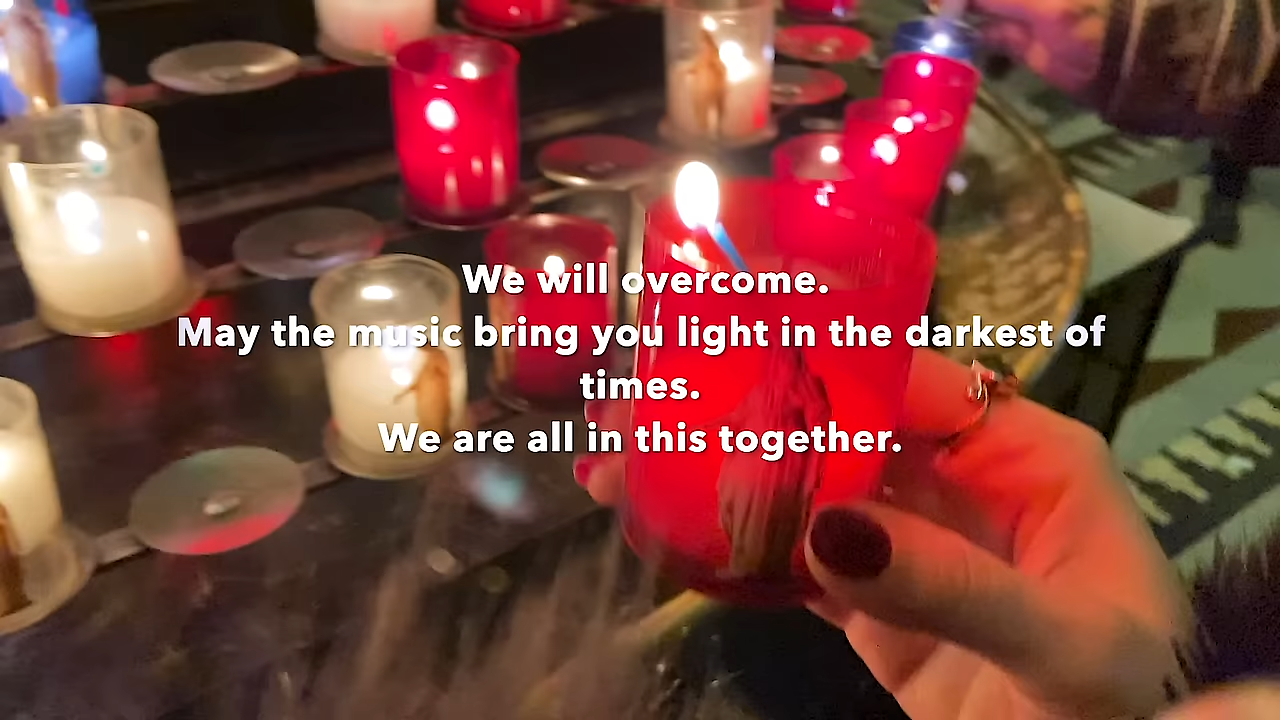 We will overcome.
May the music bring you light in the darkest of
times.
We are all in this together.